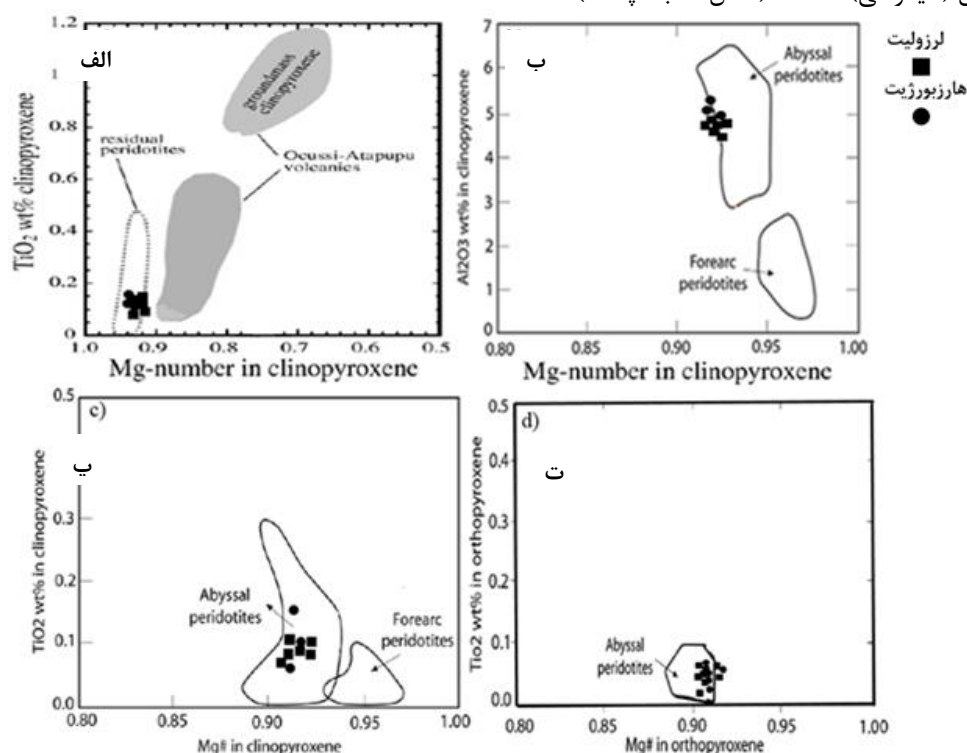 لرزولیت
هارزبورژیت
الف
TiO2 wt% clinopyroxene
1.2
1
0.8
0.6
0.4
0.2
0
groundmass
clinopyroxene
residual
peridotites
Ocussi-Atapupu
volcanics
1.0 0.9 0.8 0.7 0.6 0.5
Mg-number in clinopyroxene
ب
Al2O3 wt% in clinopyroxene
7
6
5
4
3
2
1
0
Abyssal
peridotites
Forearc
peridotites
0.80 0.90 0.95 1.00
Mg-number in clinopyroxene
c)
پ
TiO2 wt% in clinopyroxene
0.5
0.3
0.2
0.1
0.0
Abyssal
peridotites
Forearc
peridotites
0.80 0.85 0.90 0.95 1.00
Mg# in clinopyroxene
d)
ت
Tio2 wt% in orthopyroxene
0.5
0.4
0.3
0.2
0.1
0.0
Abyssal
peridotites
0.80 0.85 0.90 0.95 1.00
Mg# in orthopyroxene